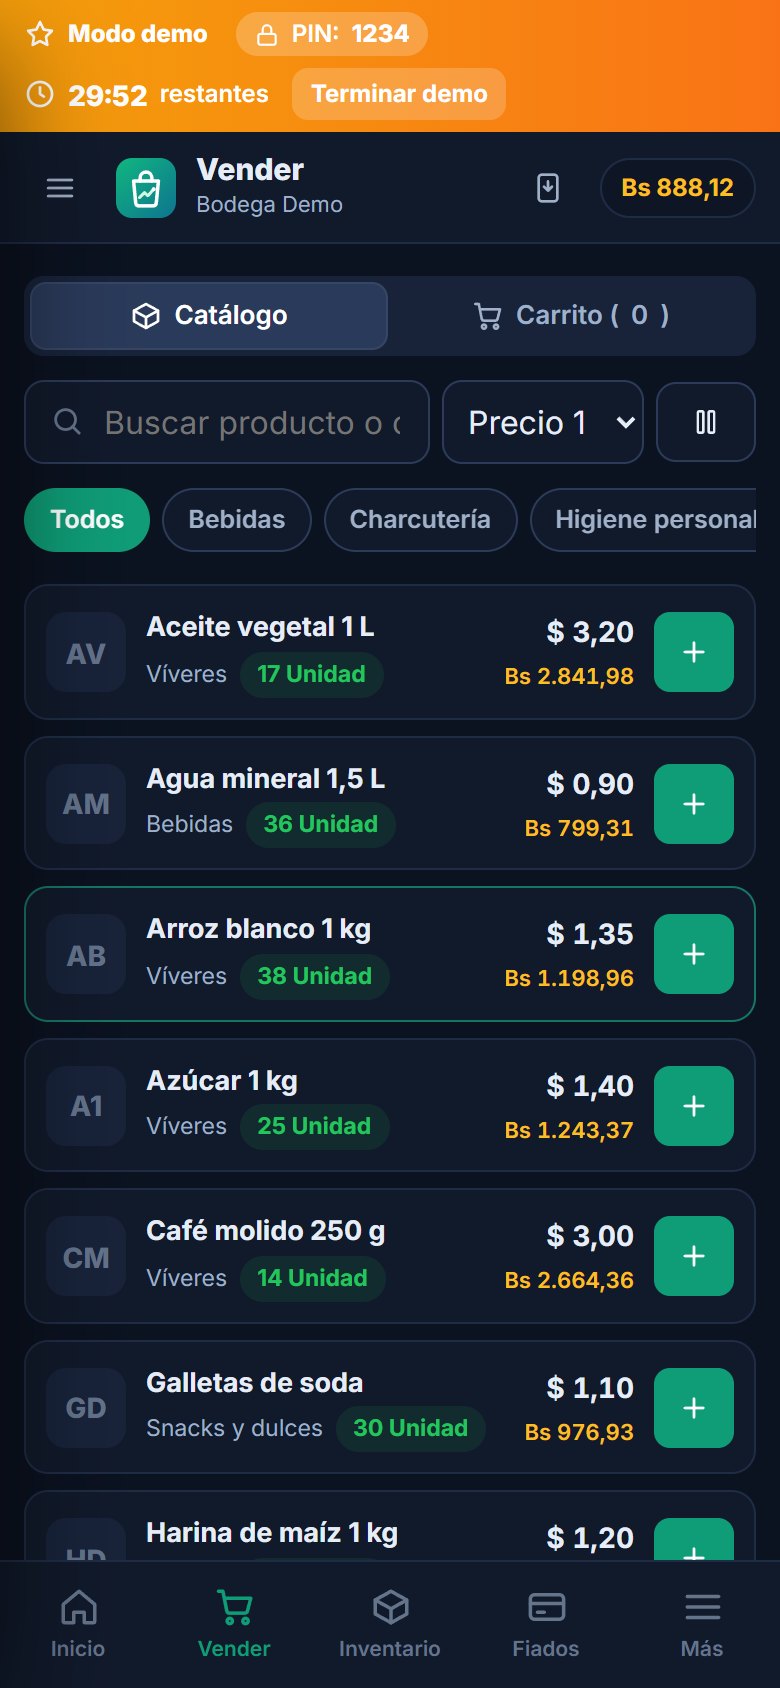 Modo demo
PIN: 1234
29:52 restantes
Terminar demo
Vender
Bodega Demo
Bs 888,12
Catálogo
Carrito ( 0 )
Buscar producto o c
Precio 1
Todos
Bebidas
Charcutería
Higiene personal
AV
Aceite vegetal 1 L
Víveres
17 Unidad
$ 3,20
Bs 2.841,98
AM
Agua mineral 1,5 L
Bebidas
36 Unidad
$ 0,90
Bs 799,31
AB
Arroz blanco 1 kg
Víveres
38 Unidad
$ 1,35
Bs 1.198,96
A1
Azúcar 1 kg
Víveres
25 Unidad
$ 1,40
Bs 1.243,37
CM
Café molido 250 g
Víveres
14 Unidad
$ 3,00
Bs 2.664,36
GD
Galletas de soda
Snacks y dulces
30 Unidad
$ 1,10
Bs 976,93
HD
Harina de maíz 1 kg
$ 1,20
Inicio
Vender
Inventario
Fiados
Más